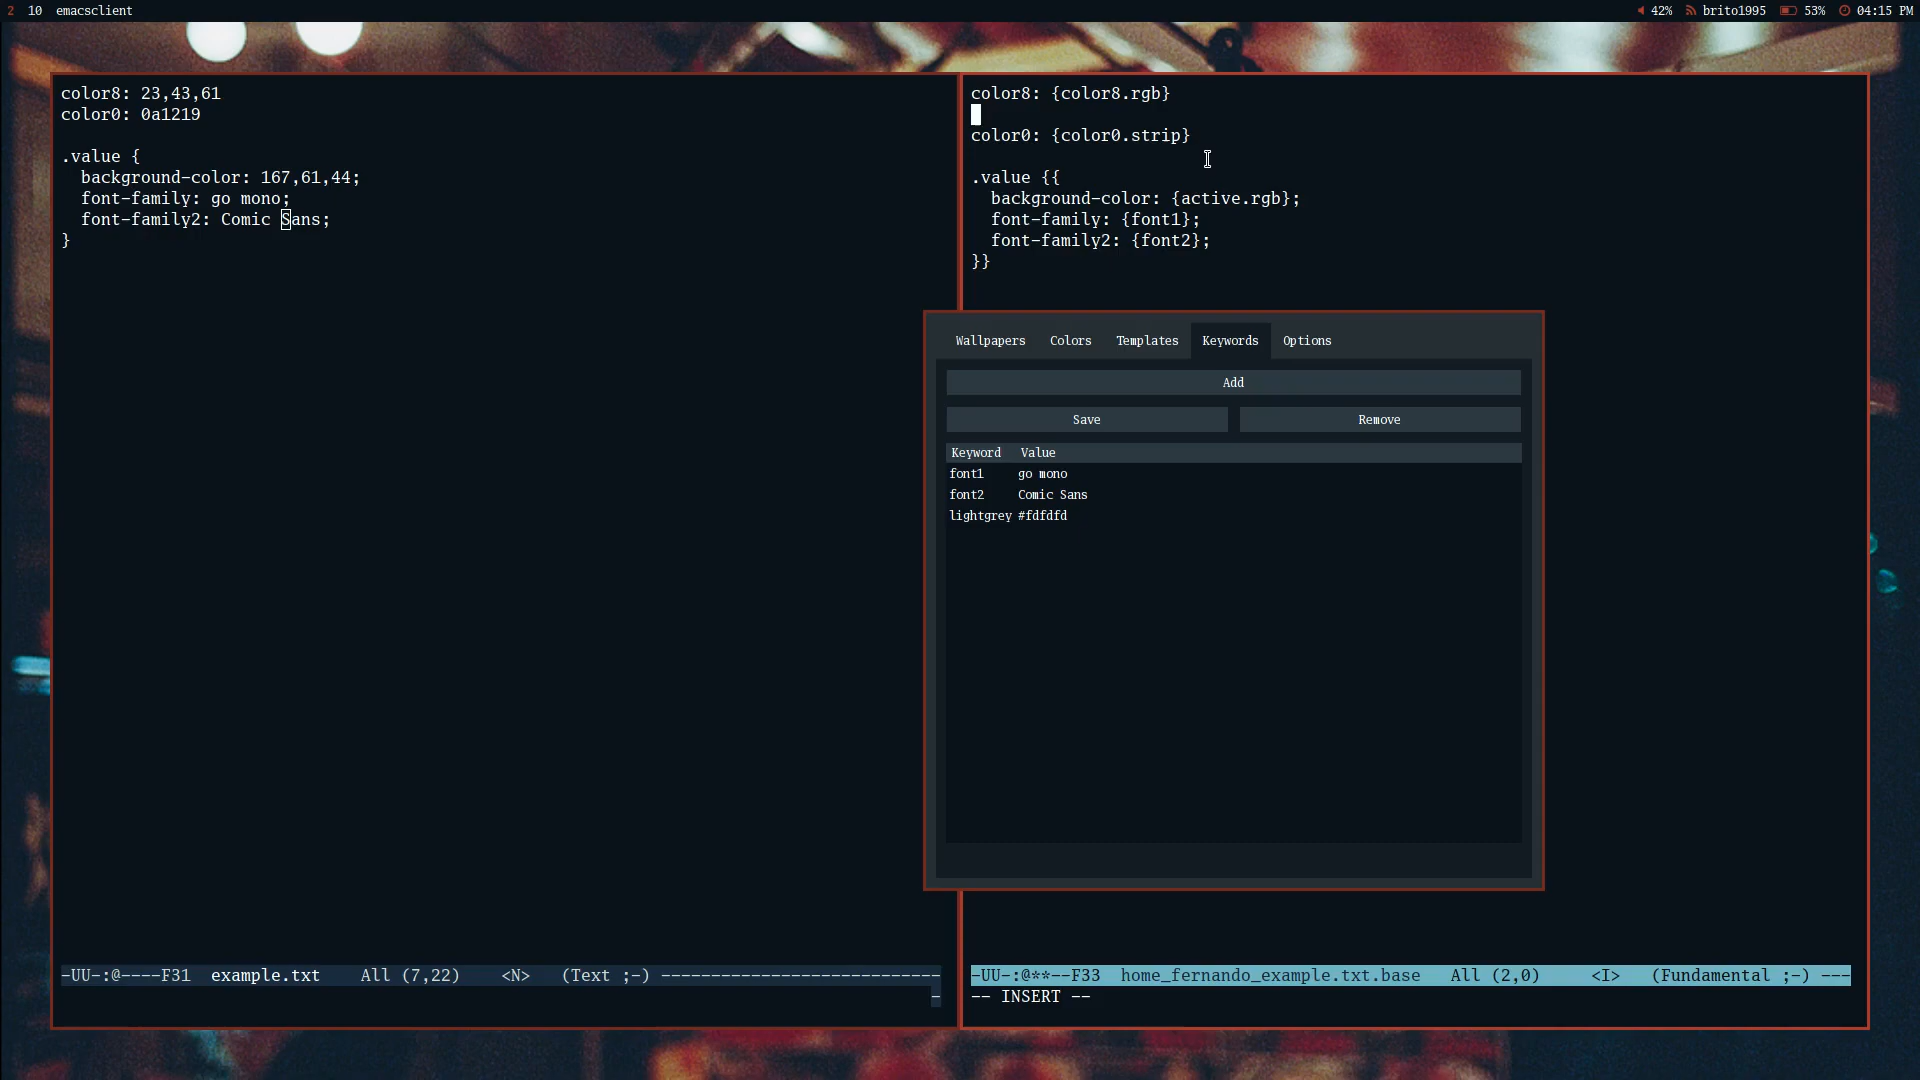 2 10 emacsclient 42% brito1995 53% 04:15 PM
color8: 23,43,61
color0: 0a1219
.value {
background-color: 167,61,44;
font-family: go mono;
font-family2: Comic Sans;
}
-UU-:@----F31 example.txt All (7,22) <N> (Text ;-) ----------------------------
-
color8: {color8.rgb}
color0: {color0.strip}
.value {{
background-color: {active.rgb};
font-family: {font1};
font-family2: {font2};
}}
-UU-:@**--F33 home_fernando_example.txt.base All (2,0) <I> (Fundamental ;-) ---
-- INSERT --
Wallpapers Colors Templates Keywords Options
Add
Save Remove
Keyword Value
font1 go mono
font2 Comic Sans
lightgrey #fdfdfd